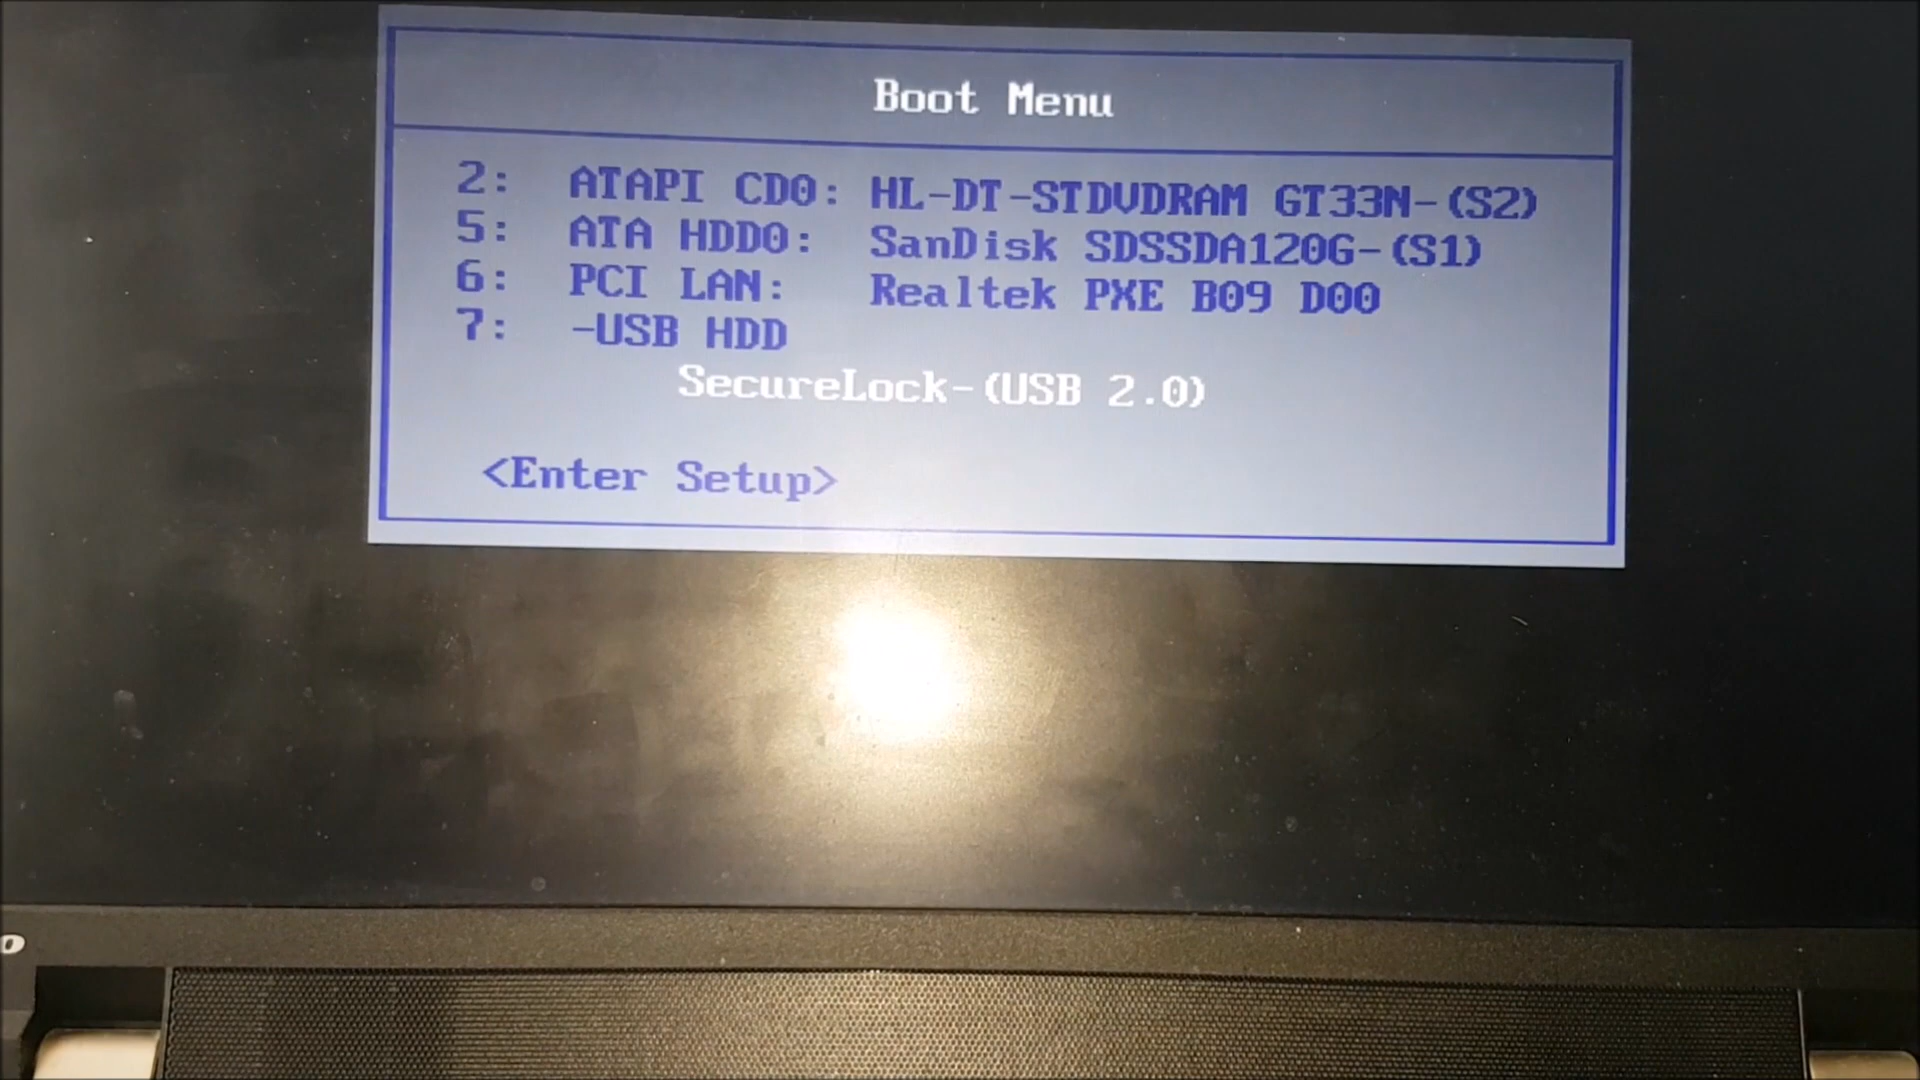 Boot Menu
2: ATAPI CD0: HL-DT-STDVDRAM GT33N-(S2)
5: ATA HDD0: SanDisk SDSSDA120G-(S1)
6: PCI LAN: Realtek PXE B09 D00
7: -USB HDD
SecureLock-(USB 2.0)
<Enter Setup>